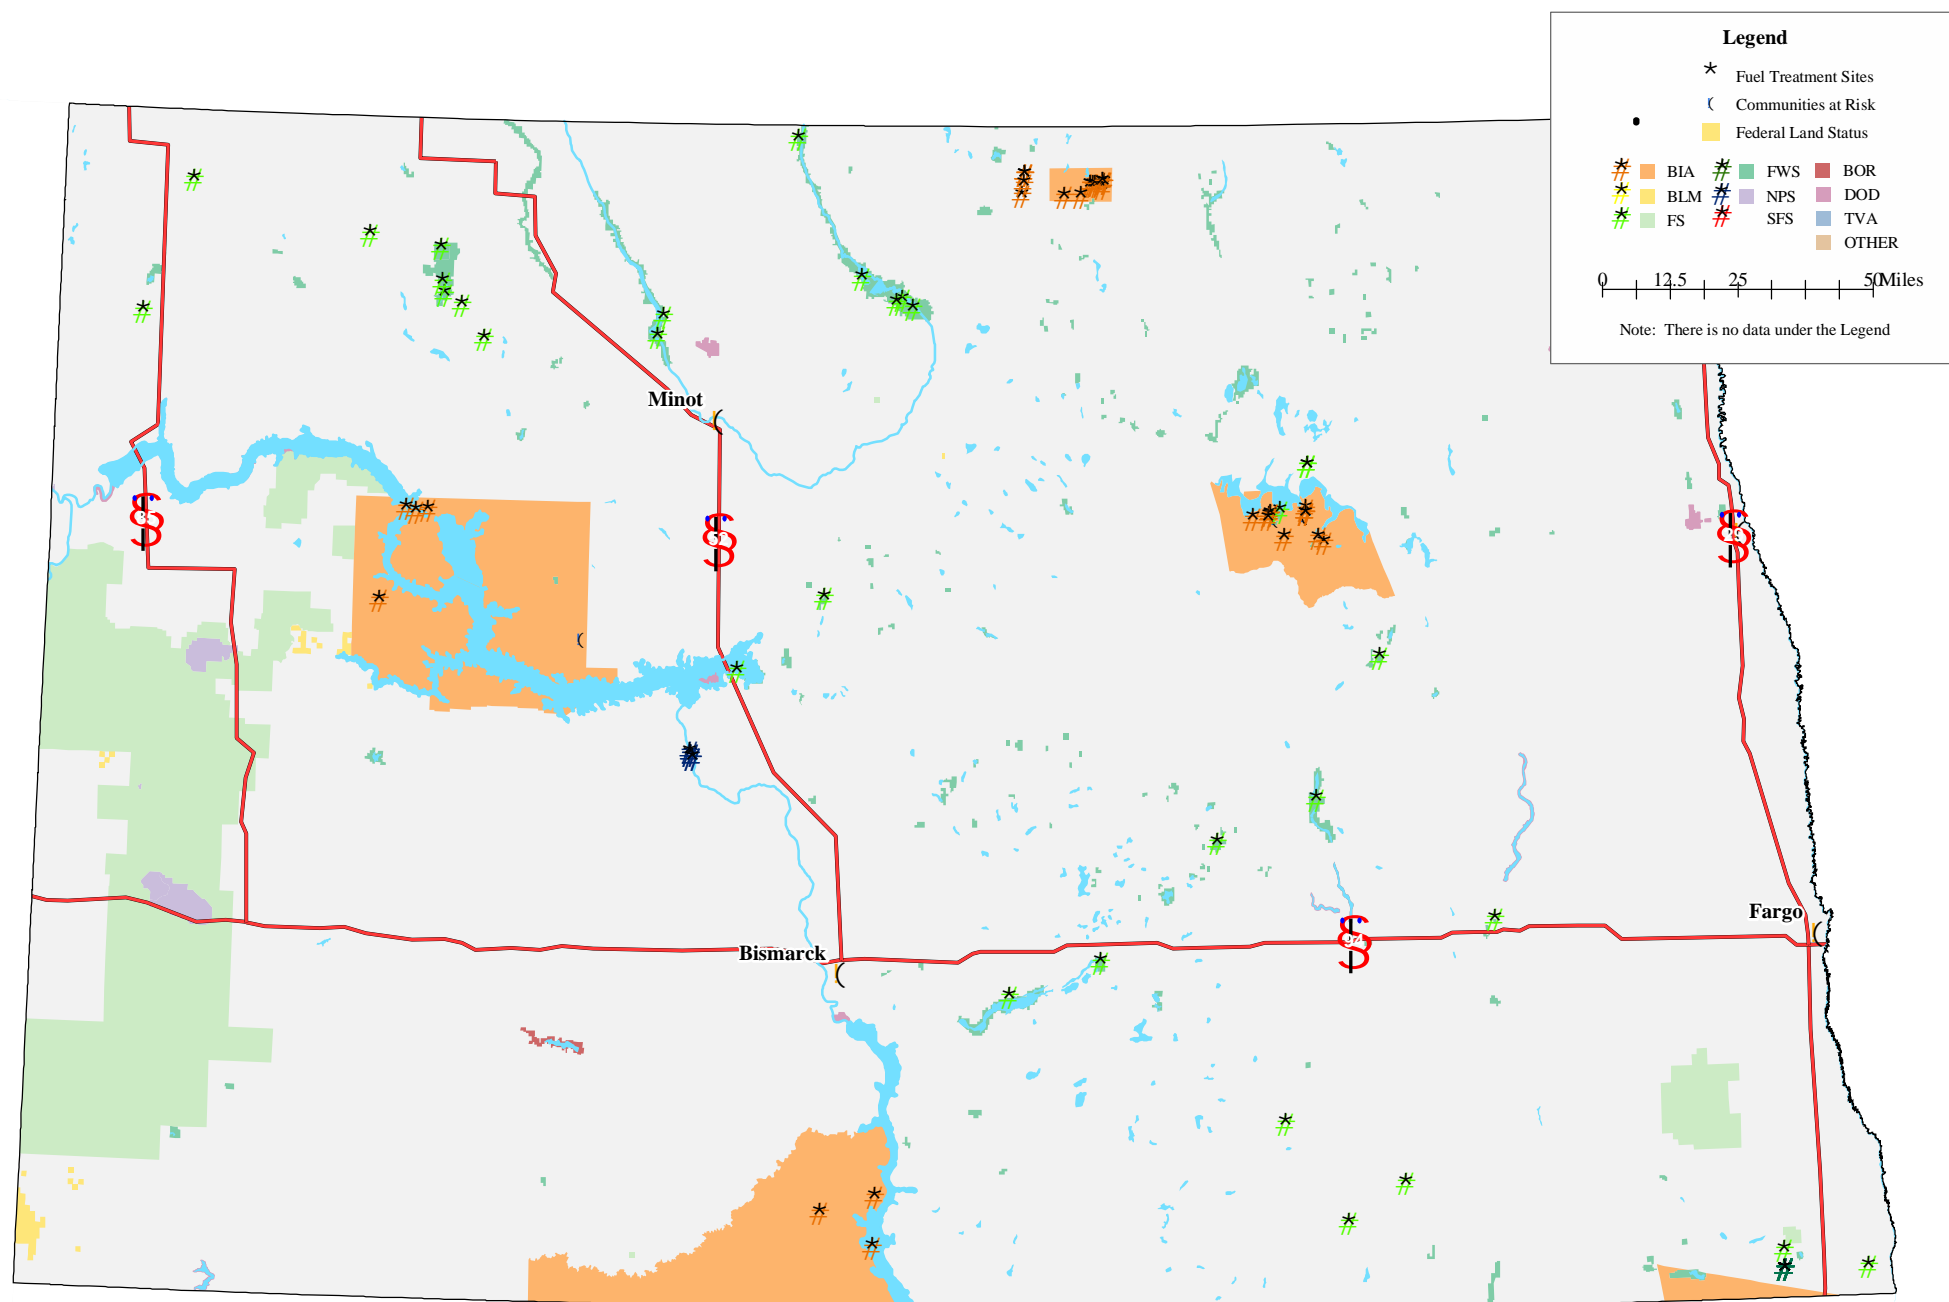 Legend
Fuel Treatment Sites
Communities at Risk
Federal Land Status
BIA
FWS
BOR
BLM
NPS
DOD
FS
SFS
TVA
OTHER
0 12.5 25 50 Miles
Note: There is no data under the Legend
Minot
Fargo
Bismarck
94